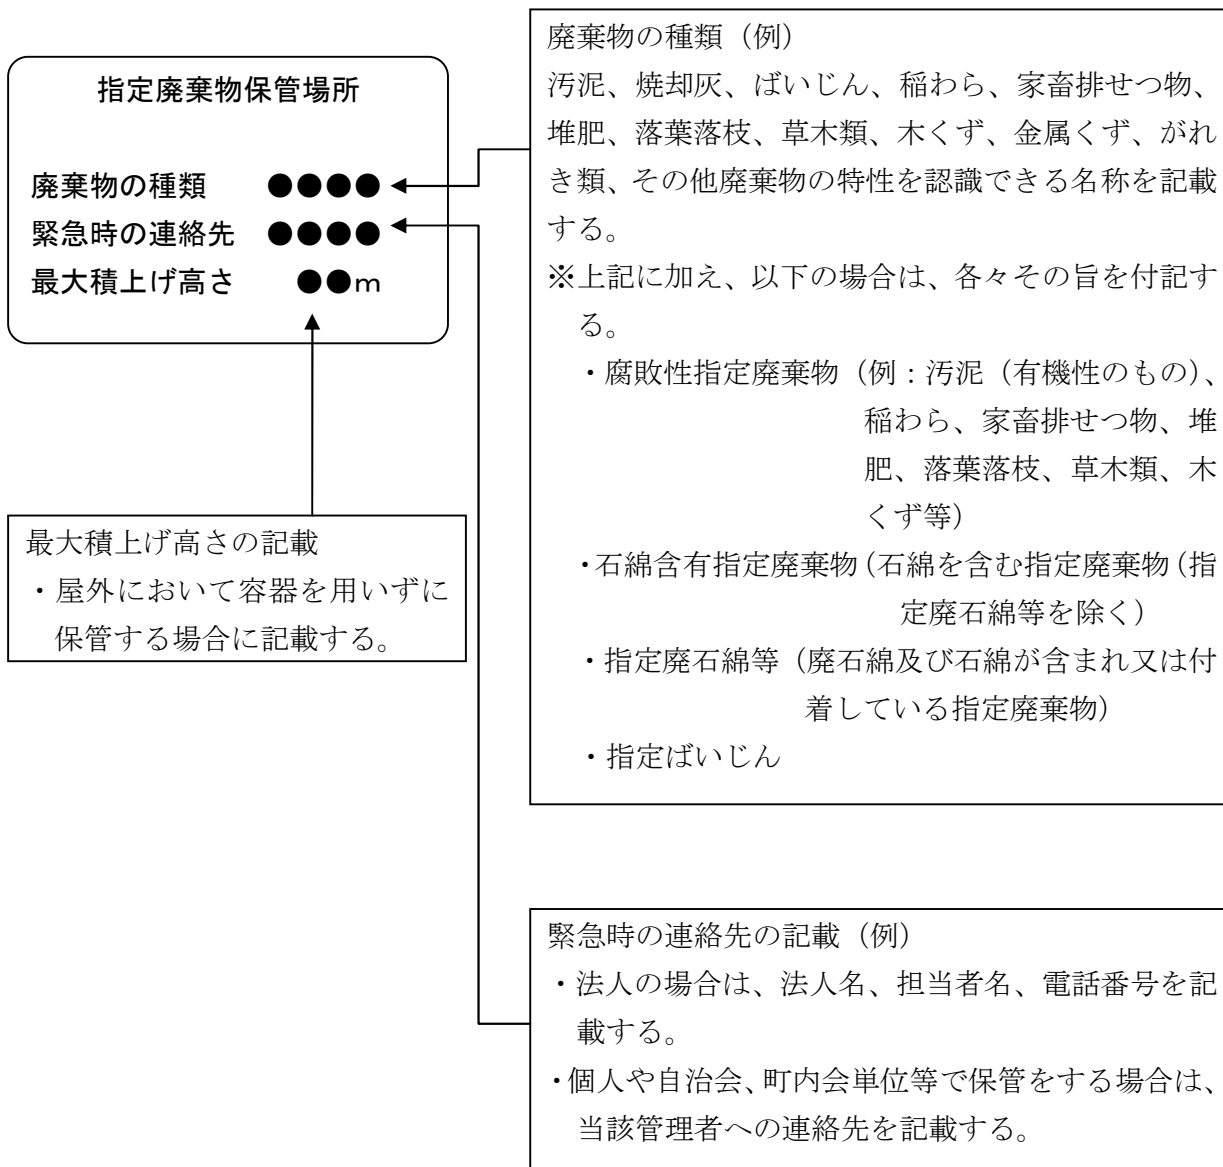 指定廃棄物保管場所
廃棄物の種類 ●●●●
緊急時の連絡先 ●●●●
最大積上げ高さ ●●m
最大積上げ高さの記載
・屋外において容器を用いずに
保管する場合に記載する。
廃棄物の種類（例）
汚泥、焼却灰、ばいじん、稲わら、家畜排せつ物、
堆肥、落葉落枝、草木類、木くず、金属くず、がれ
き類、その他廃棄物の特性を認識できる名称を記載
する。
※上記に加え、以下の場合は、各々その旨を付記す
る。
・腐敗性指定廃棄物（例：汚泥（有機性のもの）、
稲わら、家畜排せつ物、堆
肥、落葉落枝、草木類、木
くず等）
・石綿含有指定廃棄物（石綿を含む指定廃棄物（指
定廃石綿等を除く）
・指定廃石綿等（廃石綿及び石綿が含まれ又は付
着している指定廃棄物）
・指定ばいじん
緊急時の連絡先の記載（例）
・法人の場合は、法人名、担当者名、電話番号を記
載する。
・個人や自治会、町内会単位等で保管をする場合は、
当該管理者への連絡先を記載する。